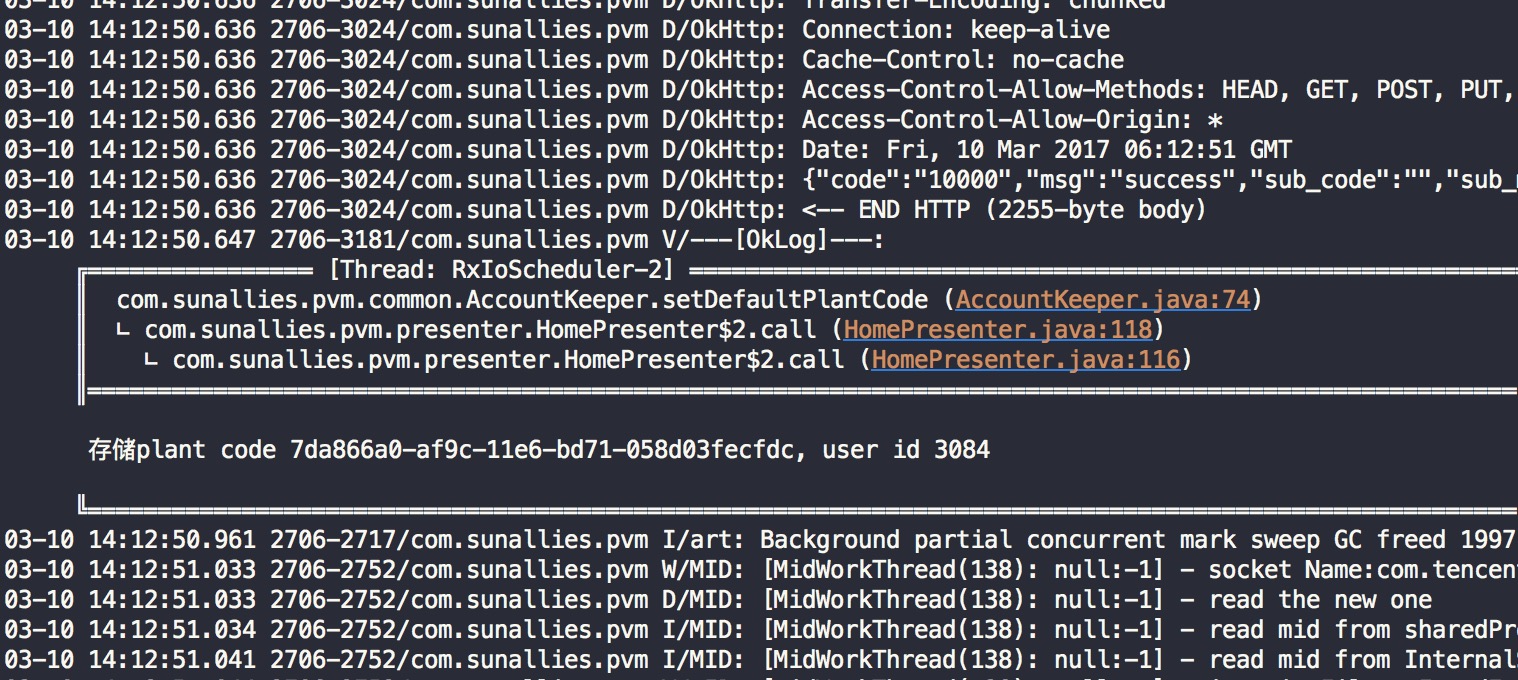 03-10 14:12:50.636 2706-3024/com.sunallies.pvm D/OkHttp: Transfer-Encoding: chunked
03-10 14:12:50.636 2706-3024/com.sunallies.pvm D/OkHttp: Connection: keep-alive
03-10 14:12:50.636 2706-3024/com.sunallies.pvm D/OkHttp: Cache-Control: no-cache
03-10 14:12:50.636 2706-3024/com.sunallies.pvm D/OkHttp: Access-Control-Allow-Methods: HEAD, GET, POST, PUT,
03-10 14:12:50.636 2706-3024/com.sunallies.pvm D/OkHttp: Access-Control-Allow-Origin: *
03-10 14:12:50.636 2706-3024/com.sunallies.pvm D/OkHttp: Date: Fri, 10 Mar 2017 06:12:51 GMT
03-10 14:12:50.636 2706-3024/com.sunallies.pvm D/OkHttp: {"code":"10000","msg":"success","sub_code":"","sub_
03-10 14:12:50.636 2706-3024/com.sunallies.pvm D/OkHttp: <-- END HTTP (2255-byte body)
03-10 14:12:50.647 2706-3181/com.sunallies.pvm V/---[OkLog]---:
[Thread: RxIoScheduler-2]
com.sunallies.pvm.common.AccountKeeper.setDefaultPlantCode (AccountKeeper.java:74)
com.sunallies.pvm.presenter.HomePresenter$2.call (HomePresenter.java:118)
com.sunallies.pvm.presenter.HomePresenter$2.call (HomePresenter.java:116)
存储plant code 7da866a0-af9c-11e6-bd71-058d03fecfdc, user id 3084
03-10 14:12:50.961 2706-2717/com.sunallies.pvm I/art: Background partial concurrent mark sweep GC freed 1997
03-10 14:12:51.033 2706-2752/com.sunallies.pvm W/MID: [MidWorkThread(138): null:-1] - socket Name:com.tencent
03-10 14:12:51.033 2706-2752/com.sunallies.pvm D/MID: [MidWorkThread(138): null:-1] - read the new one
03-10 14:12:51.034 2706-2752/com.sunallies.pvm I/MID: [MidWorkThread(138): null:-1] - read mid from sharedPr
03-10 14:12:51.041 2706-2752/com.sunallies.pvm I/MID: [MidWorkThread(138): null:-1] - read mid from Internal